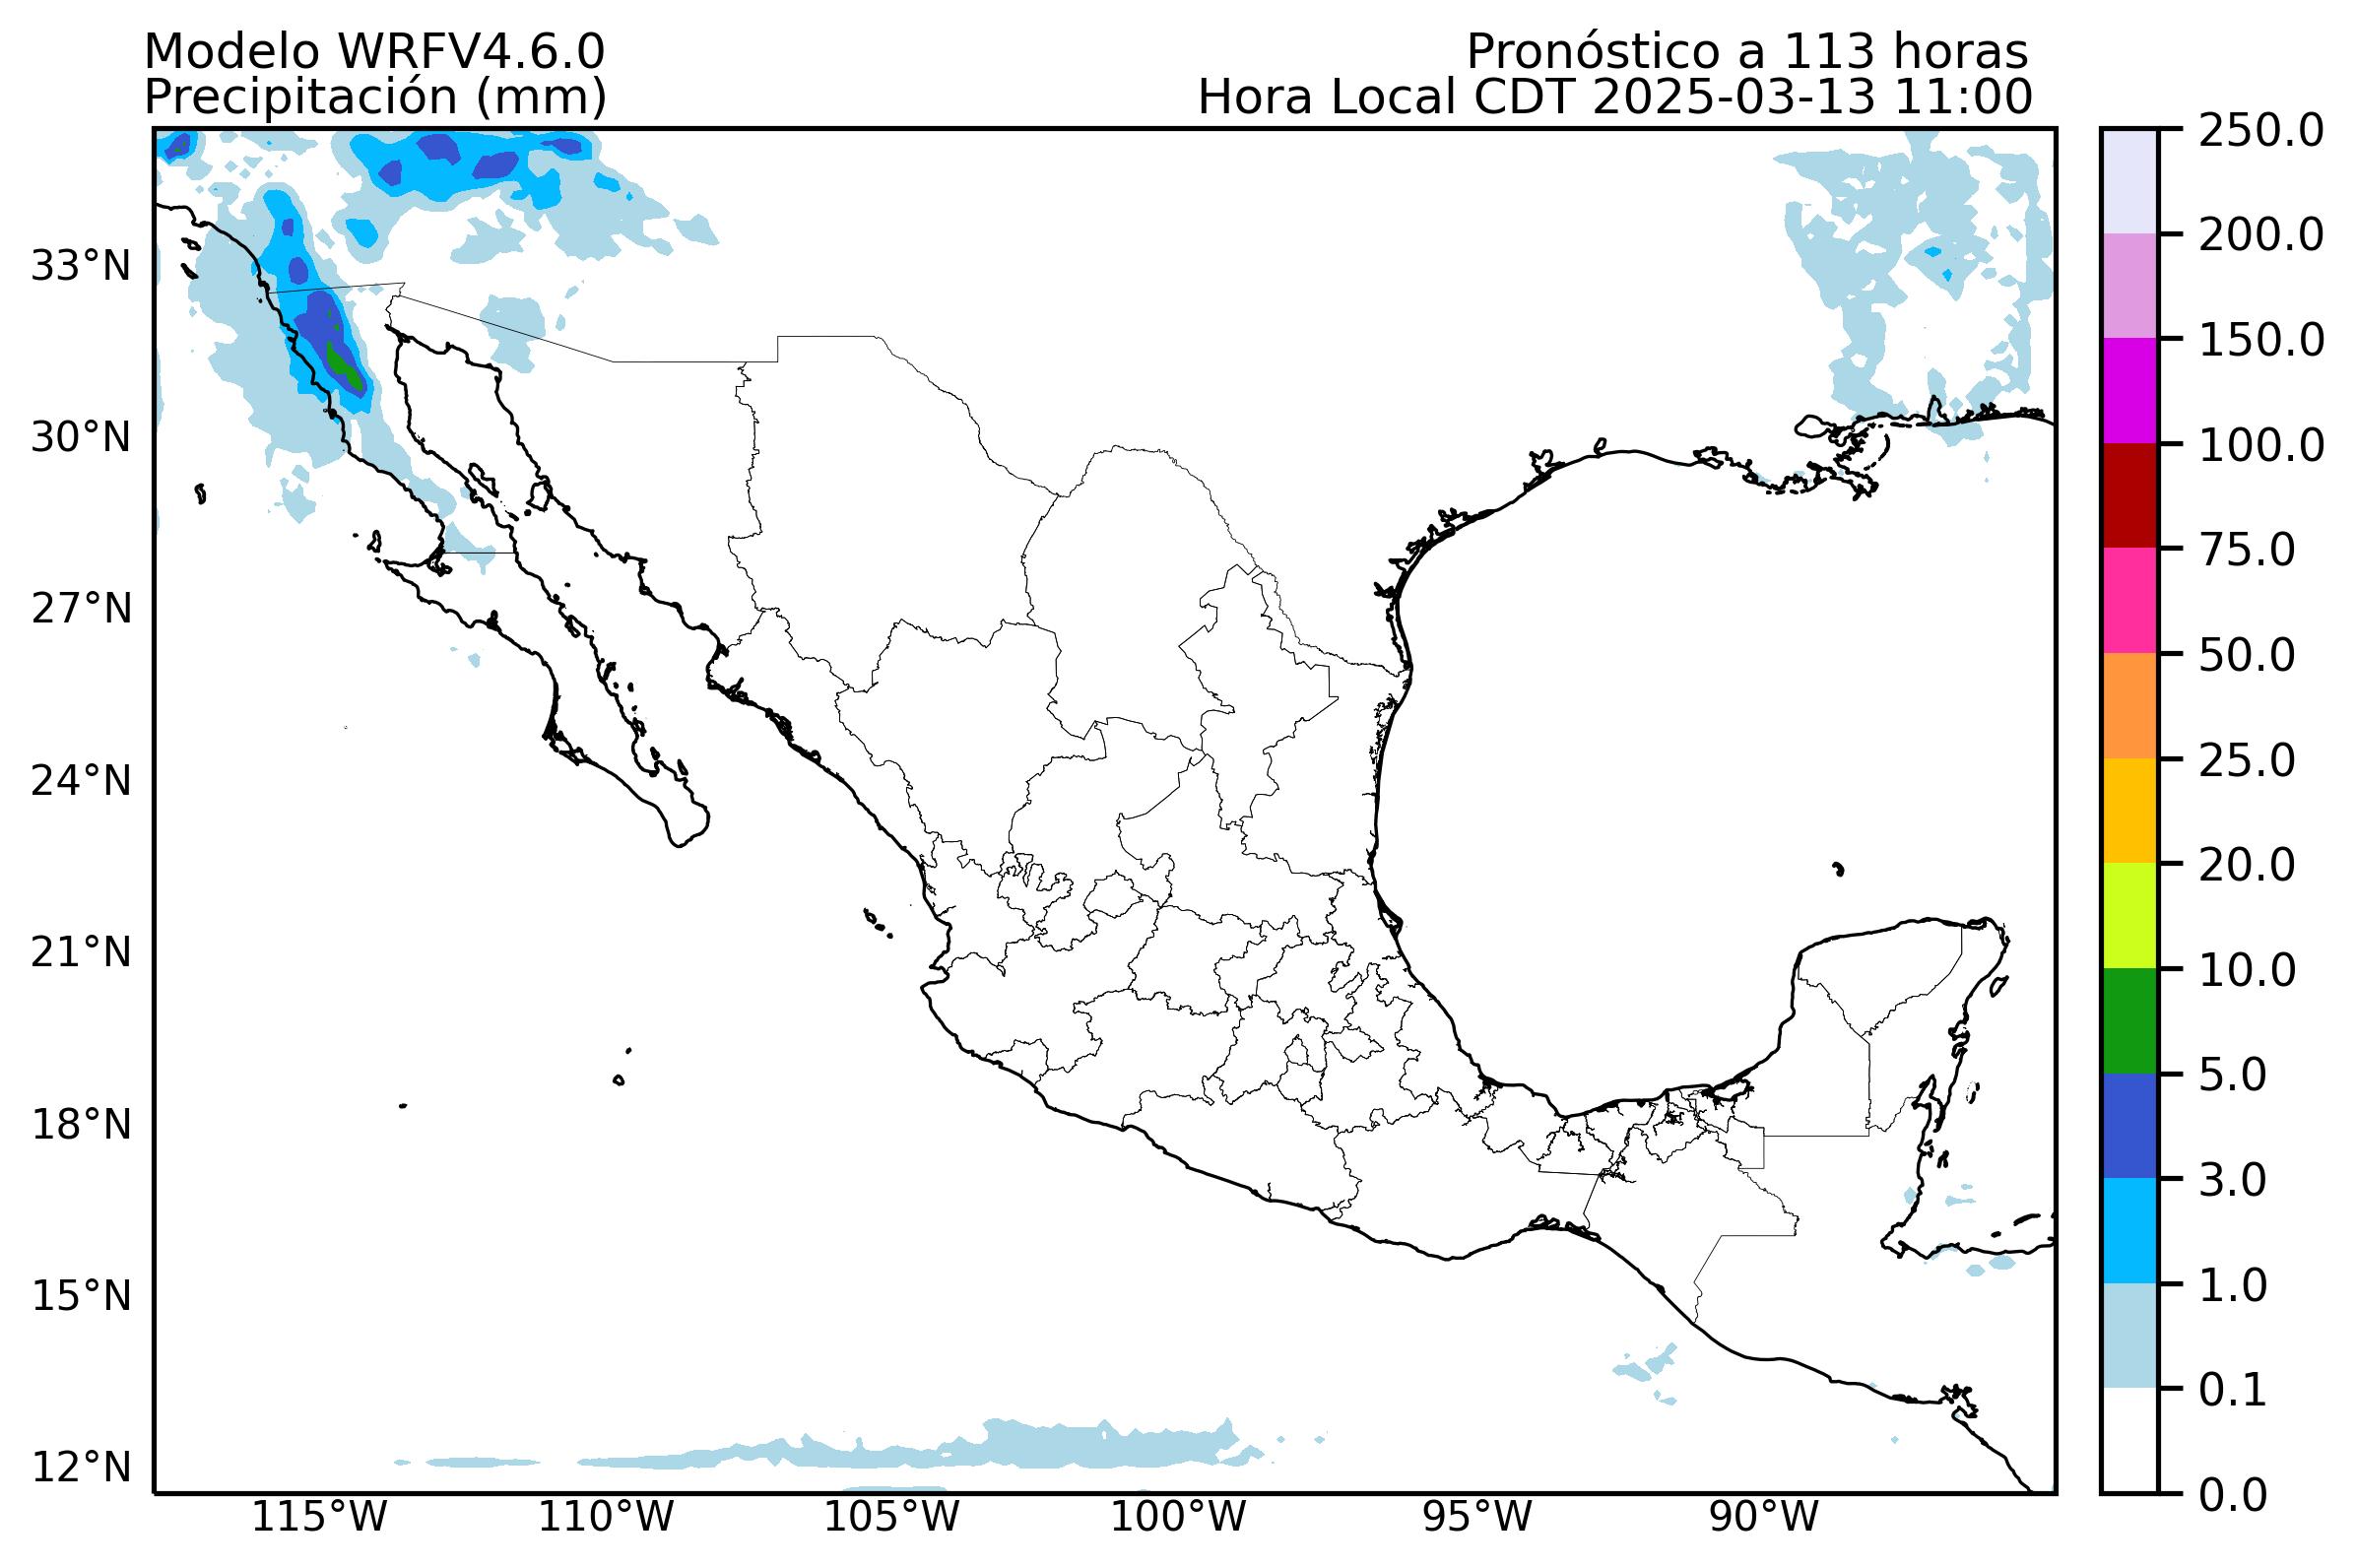 Modelo WRFV4.6.0
Precipitación (mm)
Pronóstico a 113 horas
Hora Local CDT 2025-03-13 11:00
33°N
30°N
27°N
24°N
21°N
18°N
15°N
12°N
115°W
110°W
105°W
100°W
95°W
90°W
250.0
200.0
150.0
100.0
75.0
50.0
25.0
20.0
10.0
5.0
3.0
1.0
0.1
0.0